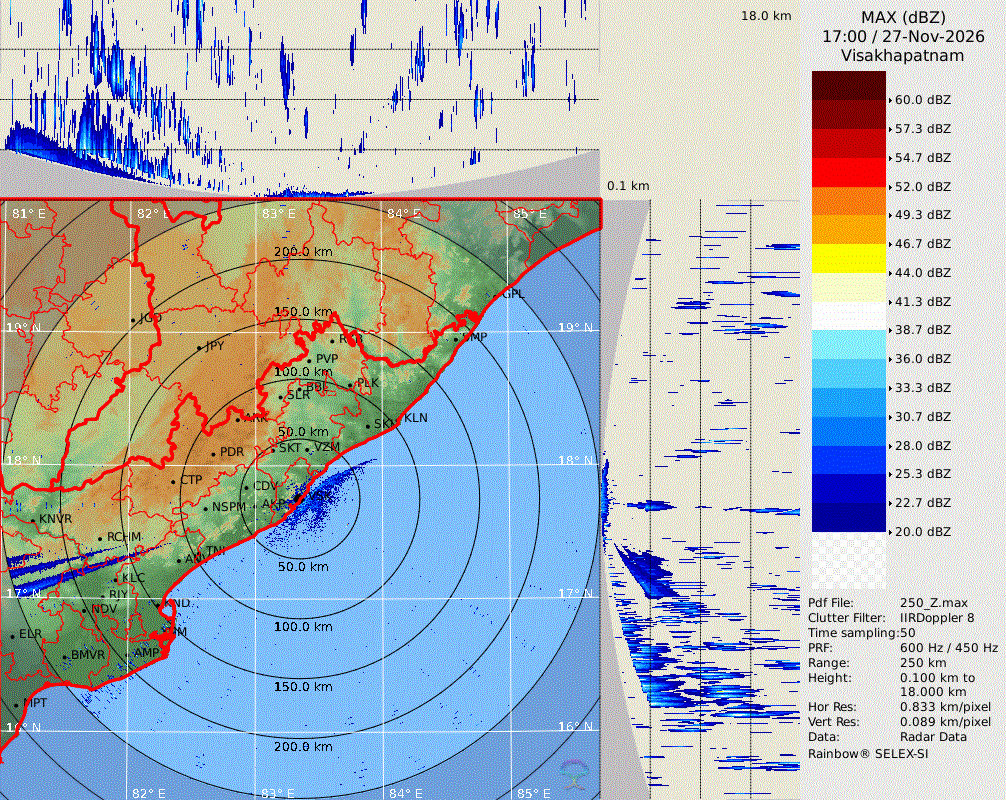 18.0 km
MAX (dBZ)
17:00 / 27-Nov-2026
Visakhapatnam
60.0 dBZ
57.3 dBZ
54.7 dBZ
52.0 dBZ
49.3 dBZ
46.7 dBZ
44.0 dBZ
41.3 dBZ
38.7 dBZ
36.0 dBZ
33.3 dBZ
30.7 dBZ
28.0 dBZ
25.3 dBZ
22.7 dBZ
20.0 dBZ
0.1 km
81° E
82° E
83° E
84° E
85° E
200.0 km
GPL
150.0 km
JGD
19° N
19° N
JPY
SMP
PVP
100.0 km
BBL
PLK
SLR
ARK
KLN
50.0 km
SKT
VZM
PDR
18° N
18° N
CTP
CDV
NSPM
KNVR
RCHM
TNI
50.0 km
KLC
RJY
17° N
KND
NDV
100.0 km
ELR
BMVR
AMP
150.0 km
MPT
16° N
16° N
200.0 km
82° E
83° E
84° E
85° E
Pdf File: 250_Z.max
Clutter Filter: IIRDoppler 8
Time sampling:50
PRF: 600 Hz / 450 Hz
Range: 250 km
Height: 0.100 km to
18.000 km
Hor Res: 0.833 km/pixel
Vert Res: 0.089 km/pixel
Data: Radar Data
Rainbow® SELEX-SI